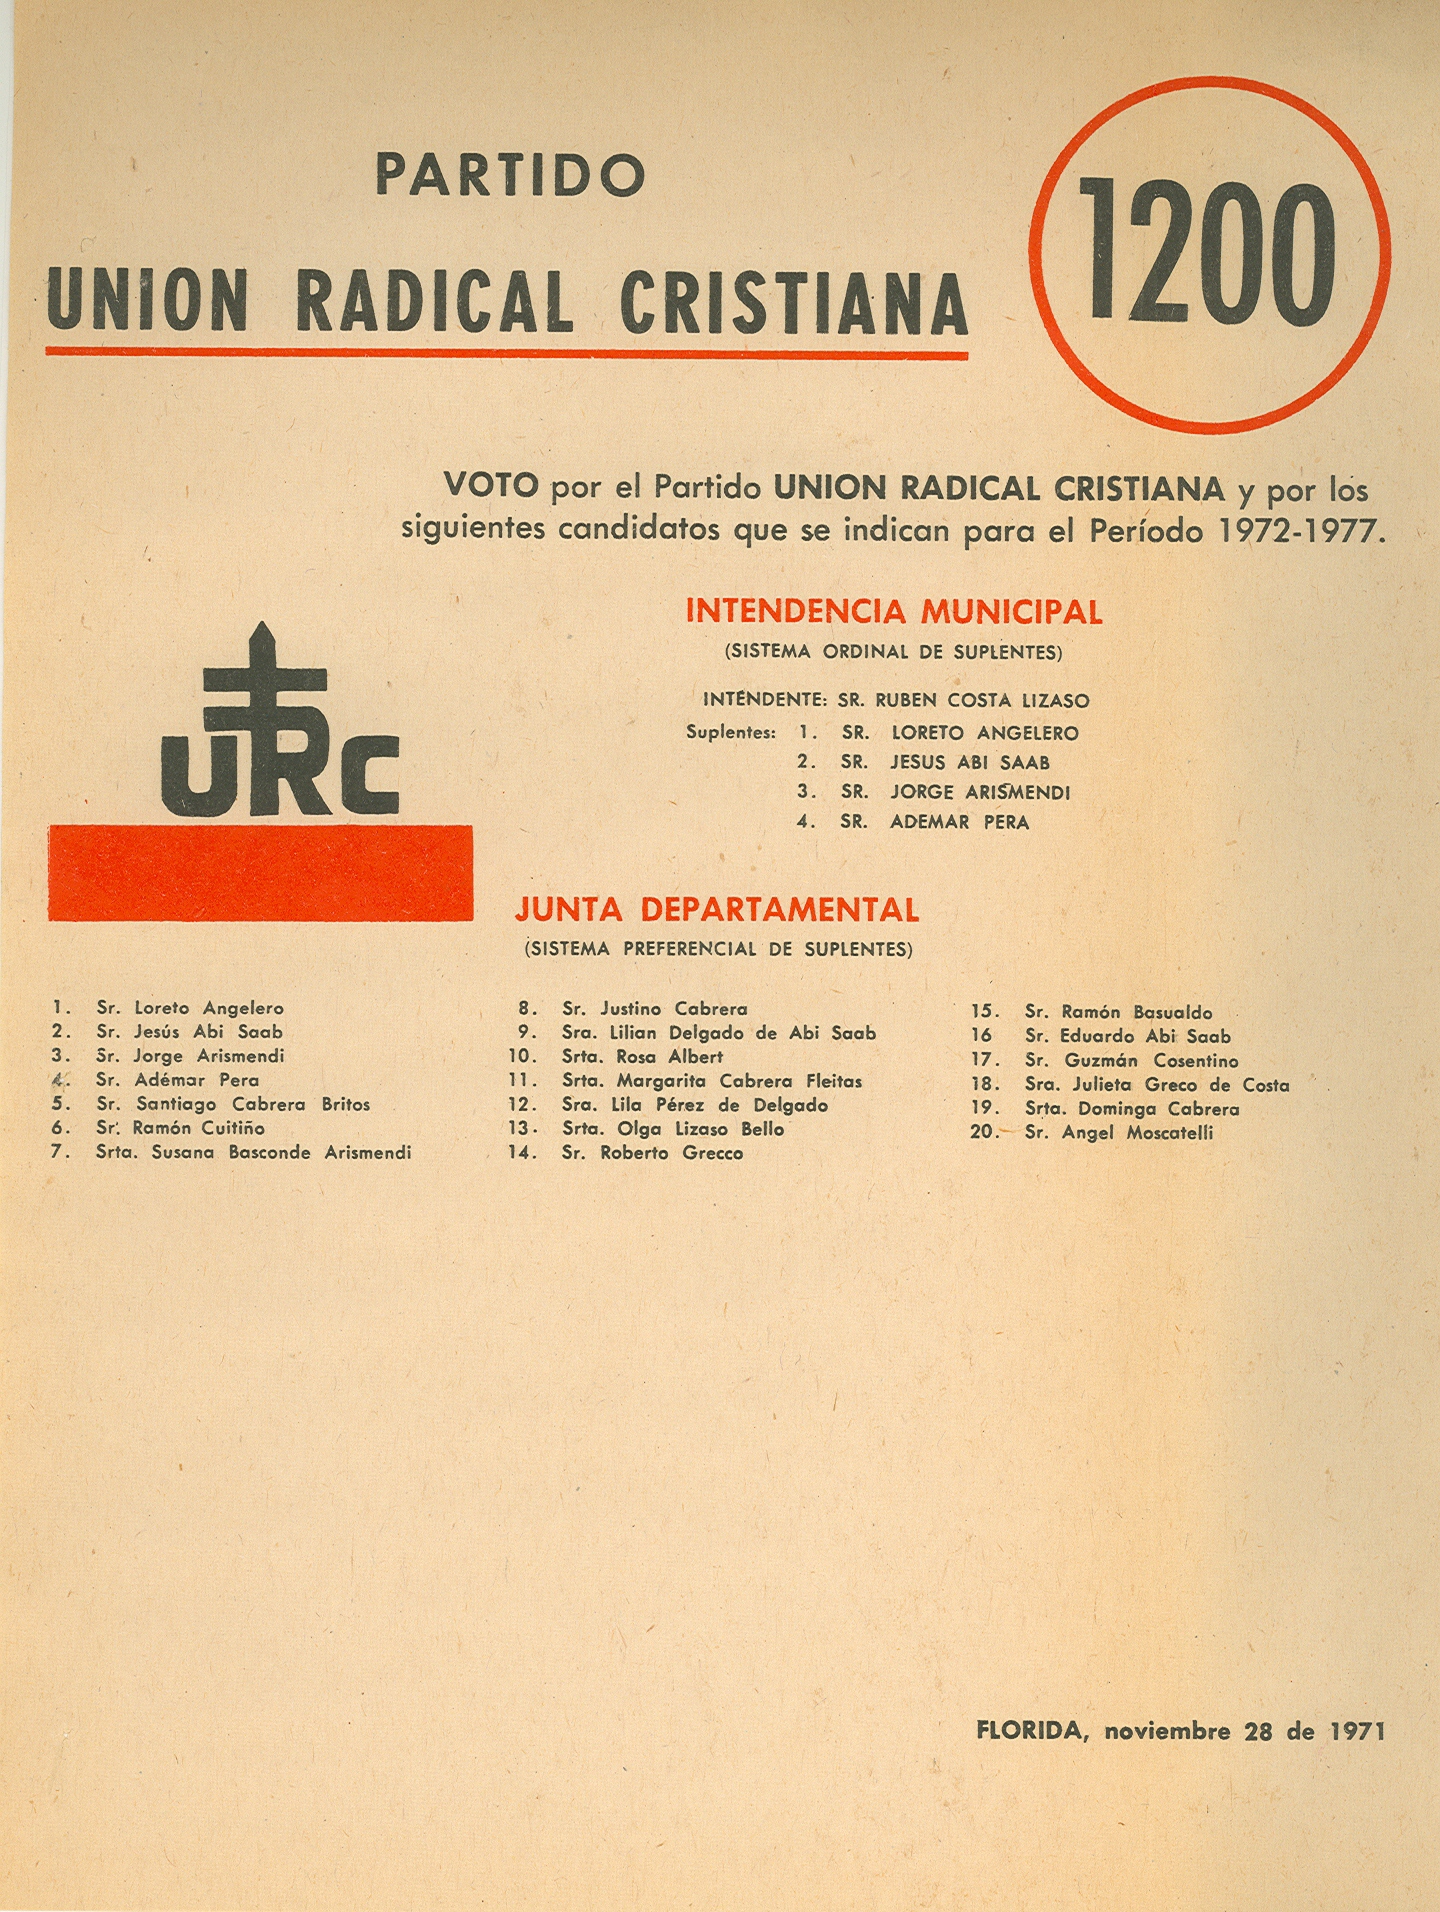 PARTIDO
UNION RADICAL CRISTIANA
1200
VOTO por el Partido UNION RADICAL CRISTIANA y por los
siguientes candidatos que se indican para el Período 1972-1977.
URC
INTENDENCIA MUNICIPAL
(SISTEMA ORDINAL DE SUPLENTES)
INTENDENTE: SR. RUBEN COSTA LIZASO
Suplentes: 1. SR. LORETO ANGELERO
2. SR. JESUS ABI SAAB
3. SR. JORGE ARISMENDI
4. SR. ADEMAR PERA
JUNTA DEPARTAMENTAL
(SISTEMA PREFERENCIAL DE SUPLENTES)
1. Sr. Loreto Angelero
2. Sr. Jesús Abi Saab
3. Sr. Jorge Arismendi
4. Sr. Adémar Pera
5. Sr. Santiago Cabrera Britos
6. Sr. Ramón Cuitiño
7. Srta. Susana Basconde Arismendi
8. Sr. Justino Cabrera
9. Sra. Lilian Delgado de Abi Saab
10. Srta. Rosa Albert
11. Srta. Margarita Cabrera Fleitas
12. Sra. Lila Pérez de Delgado
13. Srta. Olga Lizaso Bello
14. Sr. Roberto Grecco
15. Sr. Ramón Basualdo
16 Sr. Eduardo Abi Saab
17. Sr. Guzmán Cosentino
18. Sra. Julieta Greco de Costa
19. Srta. Dominga Cabrera
20. Sr. Angel Moscatelli
FLORIDA, noviembre 28 de 1971